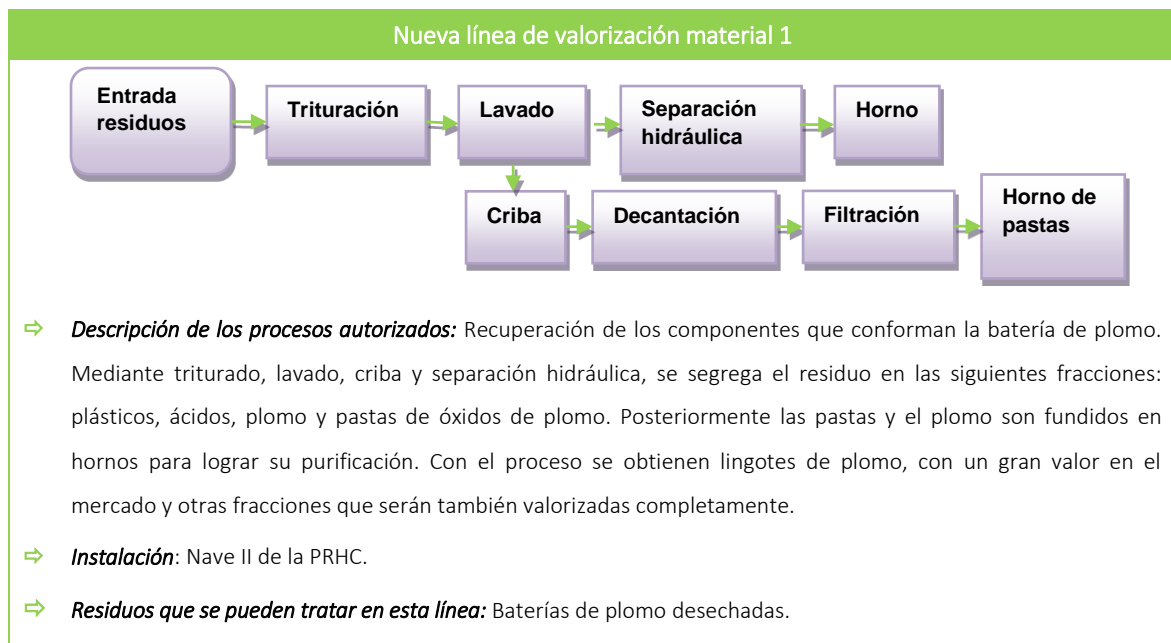 Nueva línea de valorización material 1
Entrada
residuos
Trituración
Lavado
Separación
hidráulica
Horno
Criba
Decantación
Filtración
Horno de
pastas
Descripción de los procesos autorizados: Recuperación de los componentes que conforman la batería de plomo.
Mediante triturado, lavado, criba y separación hidráulica, se segrega el residuo en las siguientes fracciones:
plásticos, ácidos, plomo y pastas de óxidos de plomo. Posteriormente las pastas y el plomo son fundidos en
hornos para lograr su purificación. Con el proceso se obtienen lingotes de plomo, con un gran valor en el
mercado y otras fracciones que serán también valorizadas completamente.
Instalación: Nave II de la PRHC.
Residuos que se pueden tratar en esta línea: Baterías de plomo desechadas.